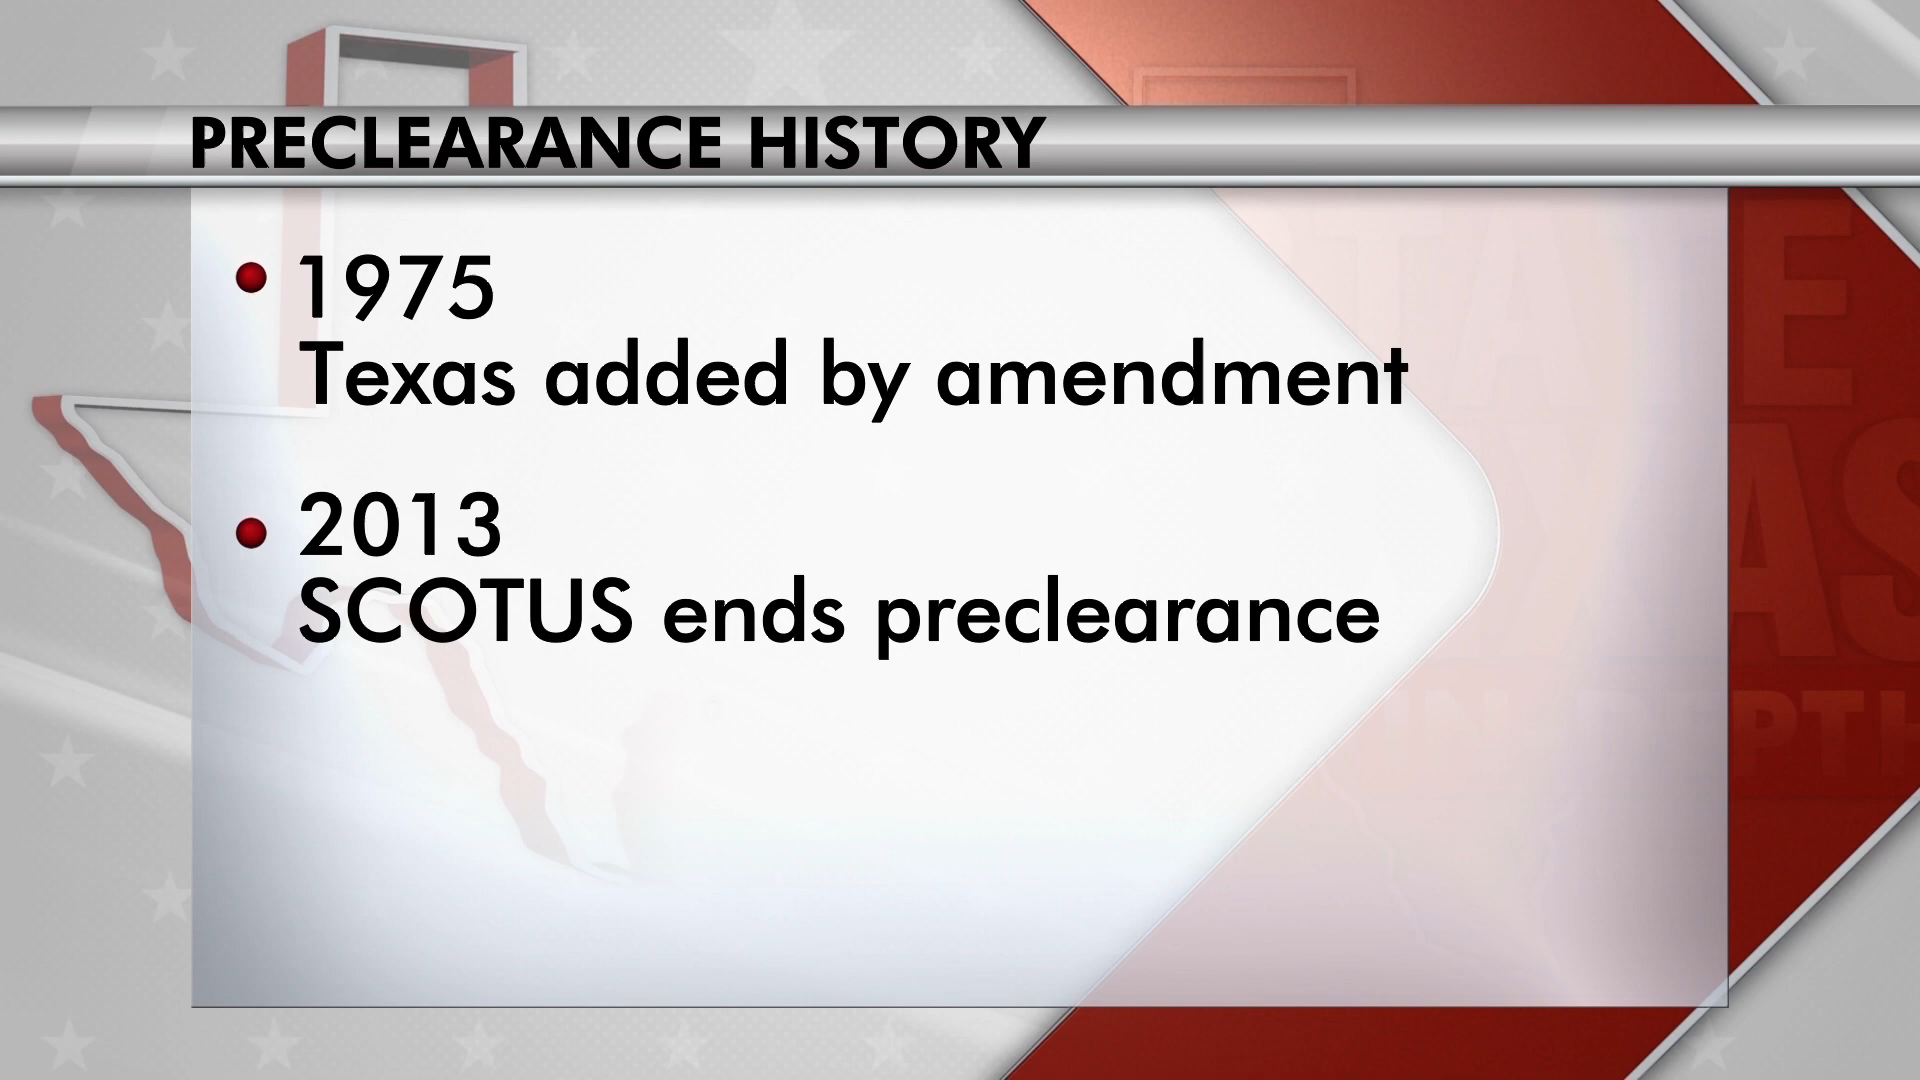 PRECLEARANCE HISTORY
1975
Texas added by amendment
2013
SCOTUS ends preclearance